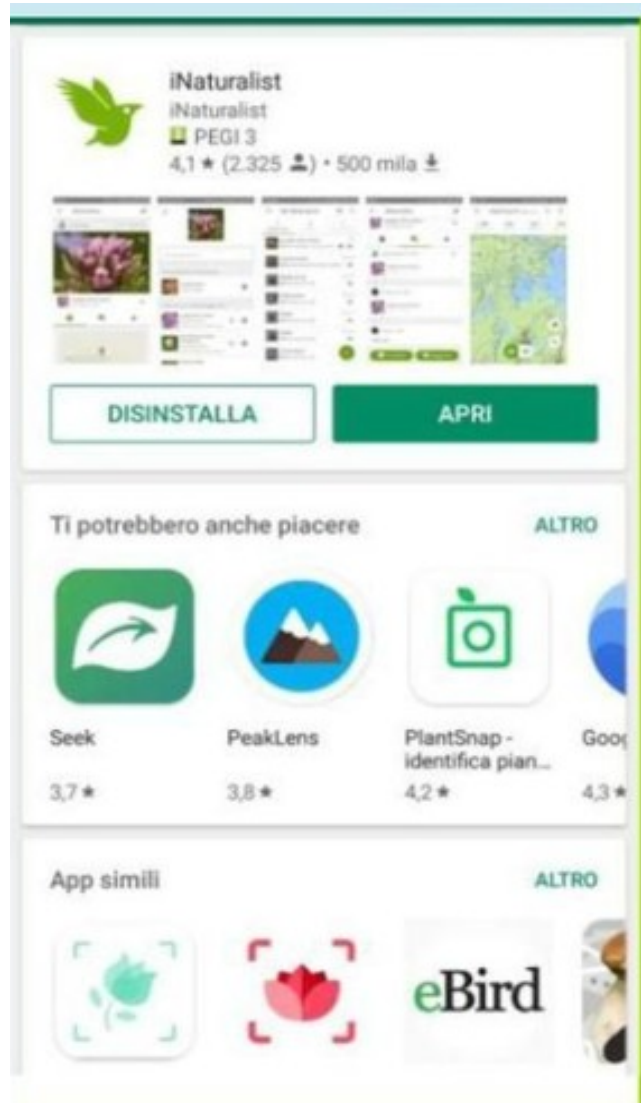 iNaturalist
iNaturalist
PEGI 3
4,1 ★ (2.325) • 500 mila
DISINSTALLA
APRI
Ti potrebbero anche piacere
ALTRO
Seek
PeakLens
PlantSnap -
identifica pian...
Goog
3,7 ★
3,8 ★
4,2 ★
4,3 ★
App simili
ALTRO
eBird